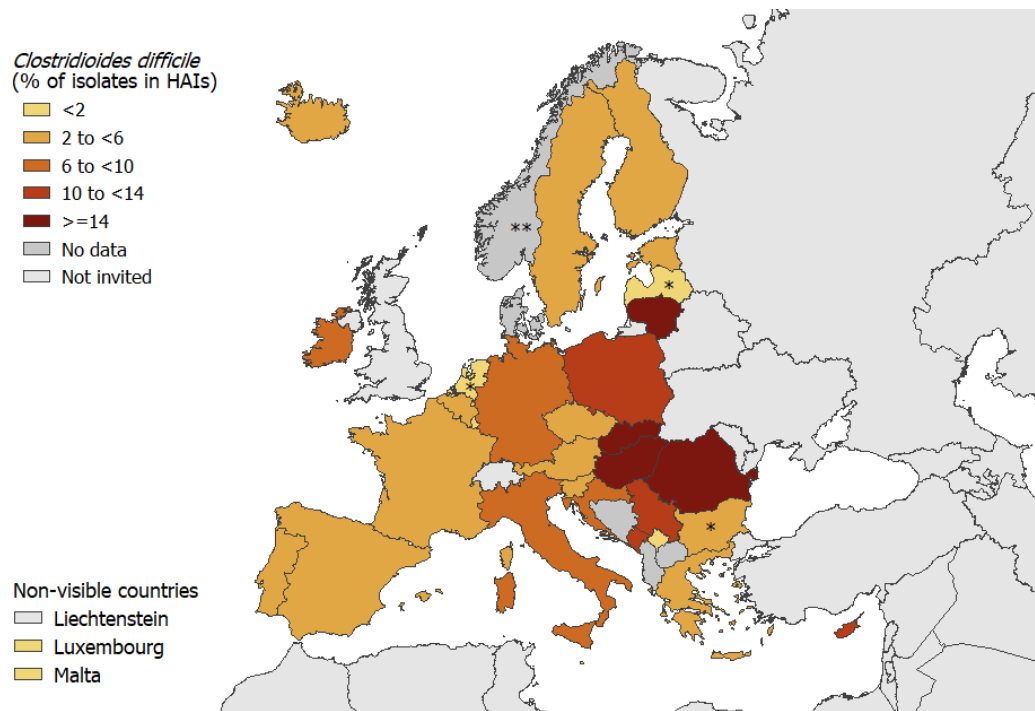 Clostridioides difficile
(% of isolates in HAIs)
<2
2 to <6
6 to <10
10 to <14
>=14
No data
Not invited
**
*
*
*
Non-visible countries
Liechtenstein
Luxembourg
Malta